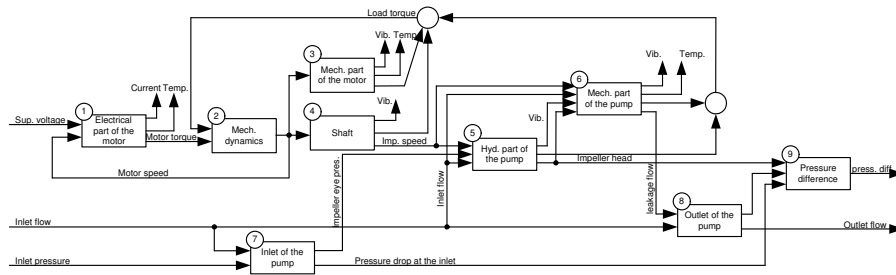 Load torque
Vib. Temp.
3
Mech. part
of the motor
Vib.
Temp.
6
Mech. part
of the pump
Current Temp.
1
Electrical
part of the
motor
Sup. voltage
Motor torque
2
Mech.
dynamics
4
Shaft
Vib.
Imp. speed
Vib.
5
Hyd. part of
the pump
Impeller head
9
Pressure
difference
press. diff.
Motor speed
Impeller eye pres.
Inlet flow
leakage flow
8
Outlet of the
pump
Outlet flow
Inlet flow
7
Inlet of the
pump
Inlet pressure
Pressure drop at the inlet